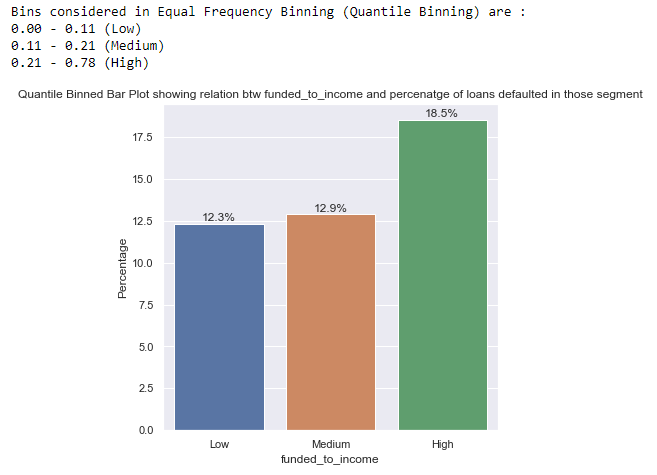 Bins considered in Equal Frequency Binning (Quantile Binning) are :
0.00 - 0.11 (Low)
0.11 - 0.21 (Medium)
0.21 - 0.78 (High)
Quantile Binned Bar Plot showing relation btw funded_to_income and percenatge of loans defaulted in those segment
18.5%
17.5
15.0
12.9%
12.3%
12.5
10.0
7.5
5.0
2.5
0.0
Percentage
Low Medium High
funded_to_income